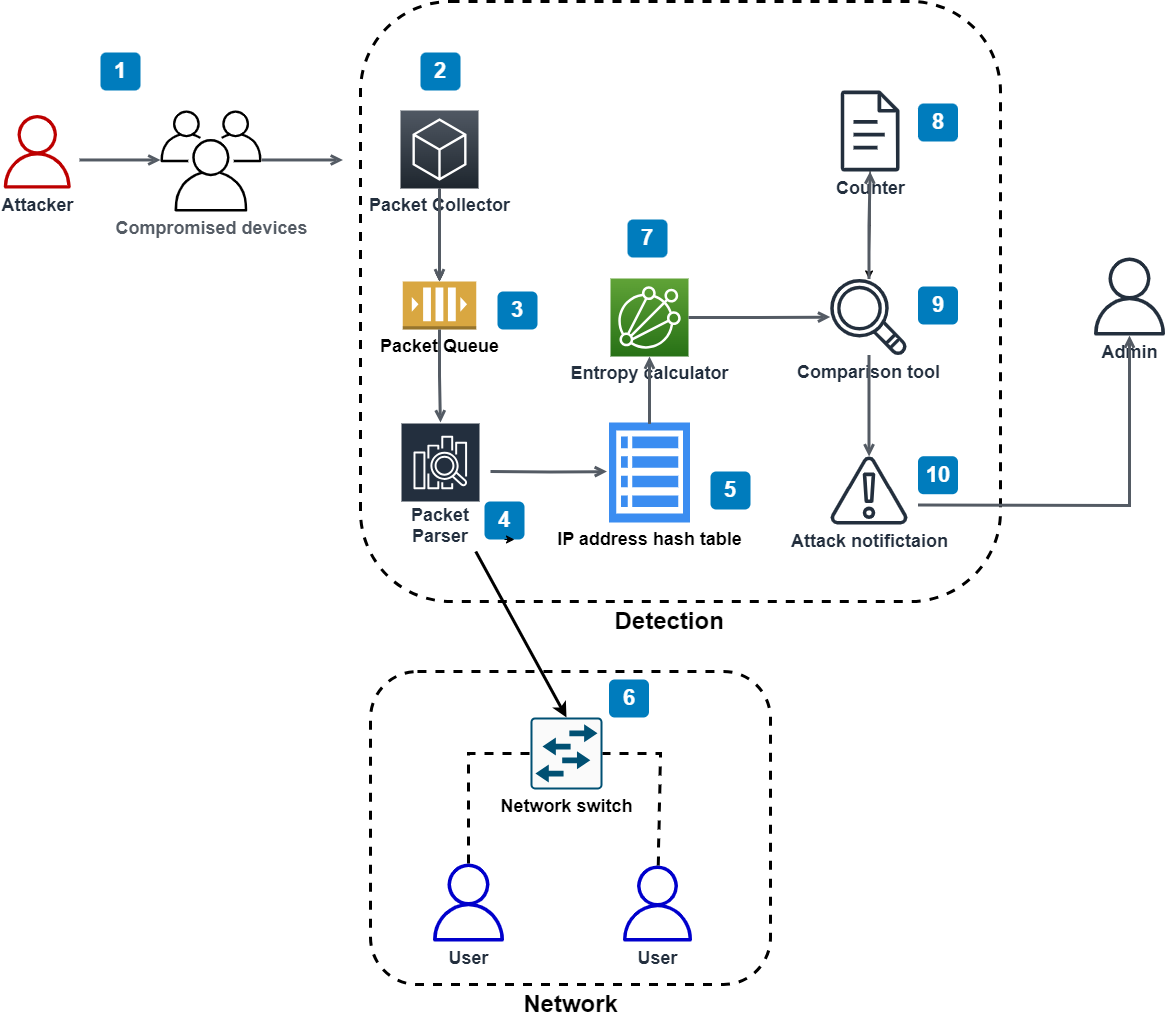 1
2
Attacker
Compromised devices
Packet Collector
8
Counter
7
3
Packet Queue
Entropy calculator
9
Comparison tool
Admin
Packet
Parser
4
5
IP address hash table
10
Attack notifictaion
Detection
6
Network switch
User
User
Network